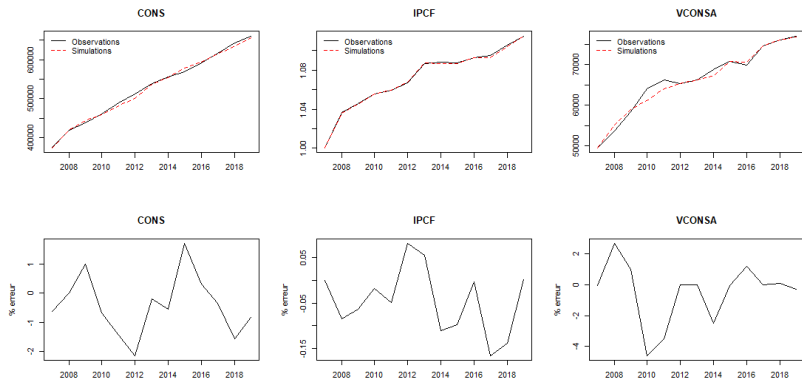 CONS
Observations
Simulations
400000
500000
600000
2008 2010 2012 2014 2016 2018
IPCF
Observations
Simulations
1.00
1.04
1.08
2008 2010 2012 2014 2016 2018
VCONSA
Observations
Simulations
50000
60000
70000
2008 2010 2012 2014 2016 2018
CONS
% erreur
-2
-1
0
1
2008 2010 2012 2014 2016 2018
IPCF
% erreur
-0.15
-0.05
0.05
2008 2010 2012 2014 2016 2018
VCONSA
% erreur
-4
-2
0
2
2008 2010 2012 2014 2016 2018